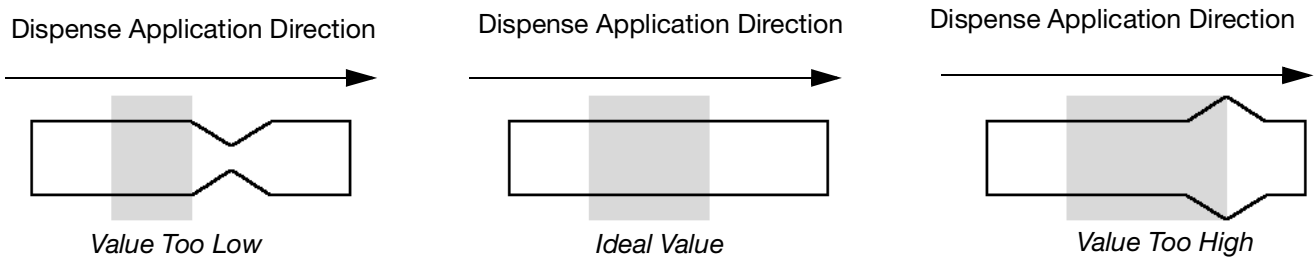 Dispense Application Direction
Value Too Low
Dispense Application Direction
Ideal Value
Dispense Application Direction
Value Too High